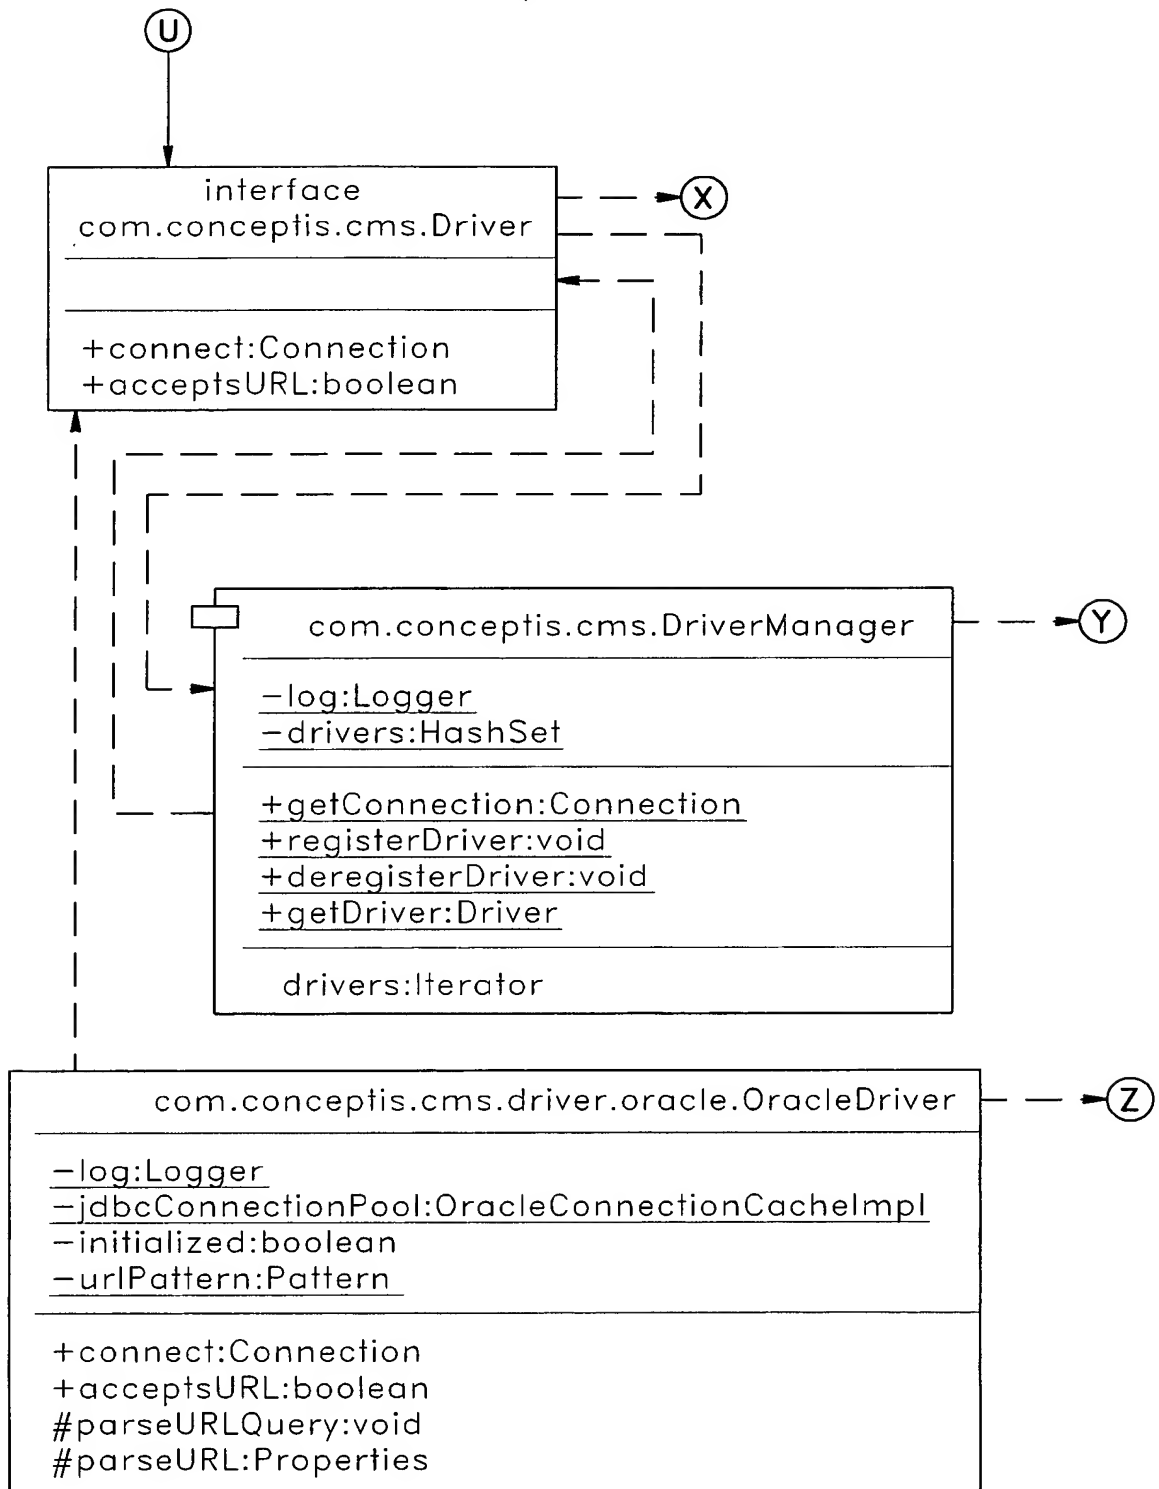 U
interface
X
com.conceptis.cms.Driver
+connect:Connection
+acceptsURL:boolean
com.conceptis.cms.DriverManager
Y
-log:Logger
-drivers:HashSet
+getConnection:Connection
+registerDriver:void
+deregisterDriver:void
+getDriver:Driver
drivers:Iterator
com.conceptis.cms.driver.oracle.OracleDriver
Z
-log:Logger
-jdbcConnectionPool:OracleConnectionCacheImpl
-initialized:boolean
-urlPattern:Pattern
+connect:Connection
+acceptsURL:boolean
#parseURLQuery:void
#parseURL:Properties